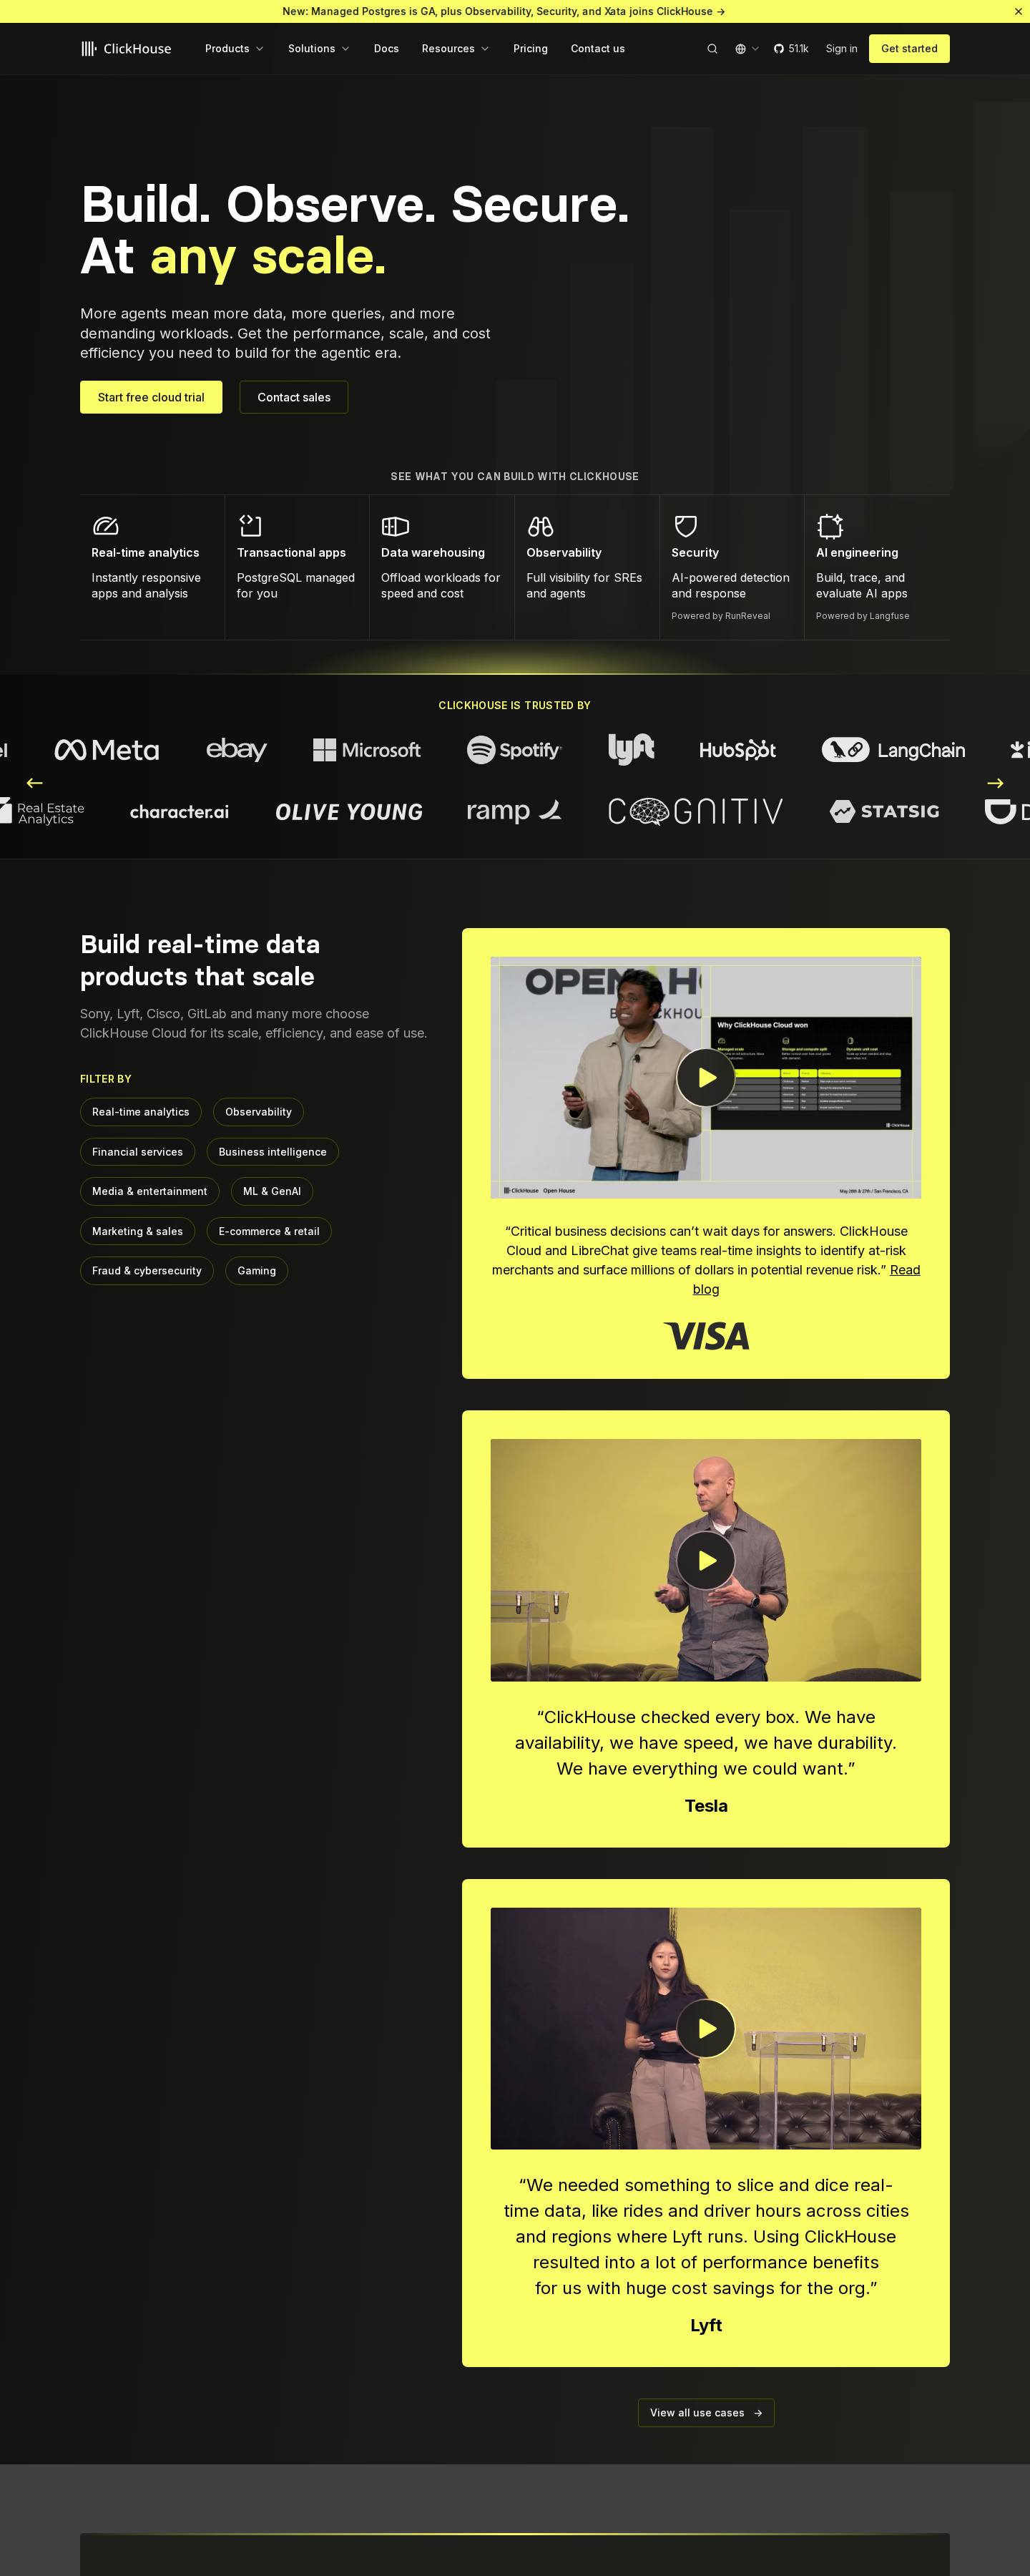 New: Managed Postgres is GA, plus Observability, Security, and Xata joins ClickHouse →
ClickHouse
Products
Solutions
Docs
Resources
Pricing
Contact us
51.1k
Sign in
Get started
Build. Observe. Secure.
At any scale.
More agents mean more data, more queries, and more
demanding workloads. Get the performance, scale, and cost
efficiency you need to build for the agentic era.
Start free cloud trial
Contact sales
SEE WHAT YOU CAN BUILD WITH CLICKHOUSE
Real-time analytics
Instantly responsive
apps and analysis
Transactional apps
PostgreSQL managed
for you
Data warehousing
Offload workloads for
speed and cost
Observability
Full visibility for SREs
and agents
Security
AI-powered detection
and response
Powered by RunReveal
AI engineering
Build, trace, and
evaluate AI apps
Powered by Langfuse
CLICKHOUSE IS TRUSTED BY
Meta
ebay
Microsoft
Spotify
lyft
HubSpot
LangChain
Real Estate
Analytics
character.ai
OLIVE YOUNG
ramp
COGNITIV
STATSIG
Build real-time data
products that scale
Sony, Lyft, Cisco, GitLab and many more choose
ClickHouse Cloud for its scale, efficiency, and ease of use.
FILTER BY
Real-time analytics
Observability
Financial services
Business intelligence
Media & entertainment
ML & GenAI
Marketing & sales
E-commerce & retail
Fraud & cybersecurity
Gaming
OPEN HO
Why ClickHouse Cloud won
ClickHouse
ClickHouse Open House
May 26th & 27th / San Francisco, CA
“Critical business decisions can’t wait days for answers. ClickHouse
Cloud and LibreChat give teams real-time insights to identify at-risk
merchants and surface millions of dollars in potential revenue risk.” Read
blog
VISA
“ClickHouse checked every box. We have
availability, we have speed, we have durability.
We have everything we could want.”
Tesla
“We needed something to slice and dice real-
time data, like rides and driver hours across cities
and regions where Lyft runs. Using ClickHouse
resulted into a lot of performance benefits
for us with huge cost savings for the org.”
Lyft
View all use cases →